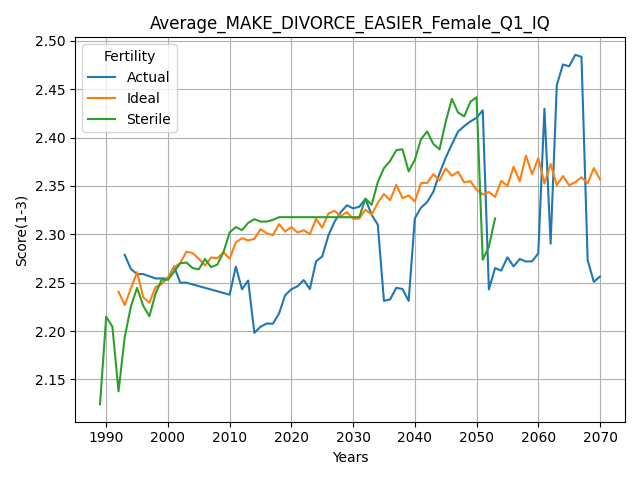 Average_MAKE_DIVORCE_EASIER_Female_Q1_IQ
Fertility
Actual
Ideal
Sterile
Score(1-3)
2.50
2.45
2.40
2.35
2.30
2.25
2.20
2.15
1990 2000 2010 2020 2030 2040 2050 2060 2070
Years